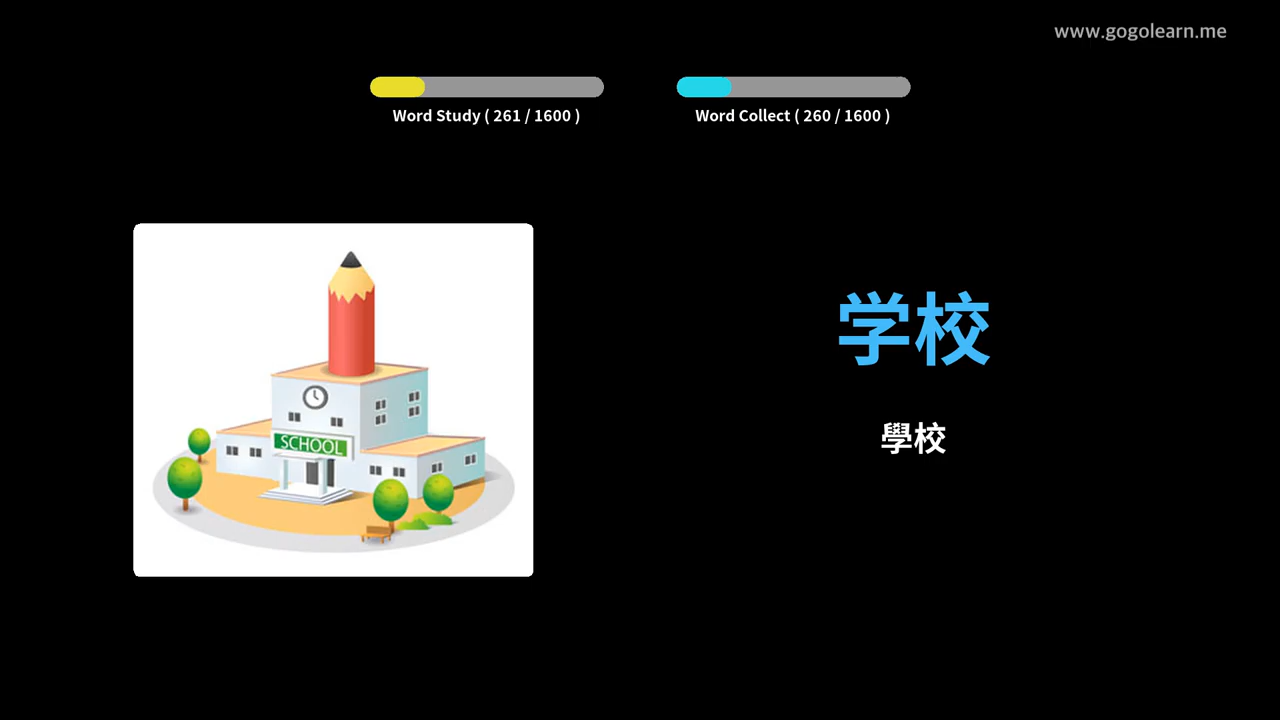 www.gogolearn.me
Word Study ( 261 / 1600 )
Word Collect ( 260 / 1600 )
学校
學校
SCHOOL